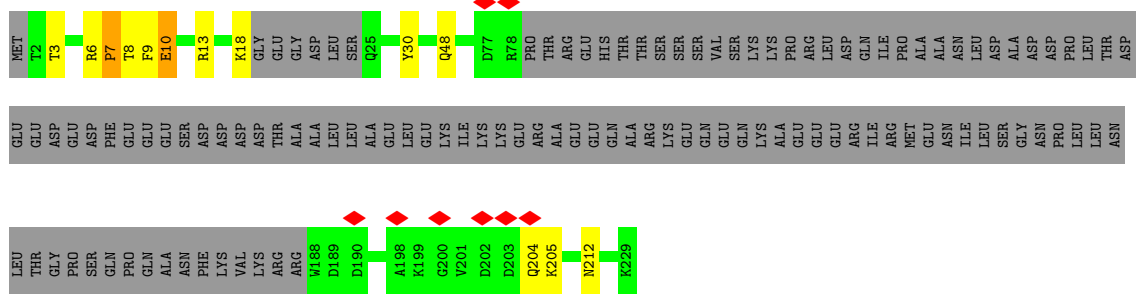 MET T2 T3 R6 P7 T8 F9 E10 R13 K18 GLY GLU GLY ASP LEU SER Q25 Y30 Q48 D77 R78 PRO THR ARG GLU HIS THR THR SER SER SER VAL SER LYS LYS PRO ARG LEU ASP GLN ILE PRO ALA ALA ASN LEU ASP ALA ASP ASP PRO LEU THR ASP
GLU GLU ASP GLU ASP PHE GLU GLU GLU SER ASP ASP ASP ASP THR ALA ALA LEU LEU ALA GLU LEU GLU LYS ILE LYS LYS GLU ARG ALA GLU GLU GLN ALA ARG LYS GLU GLN GLU GLN LYS ALA GLU GLU GLU ARG ILE ARG MET GLU ASN ILE LEU SER GLY ASN PRO LEU LEU ASN
LEU THR GLY PRO SER GLN PRO GLN ALA ASN PHE LYS VAL LYS ARG ARG W188 D189 D190 A198 K199 G200 V201 D202 D203 Q204 K205 N212 K229